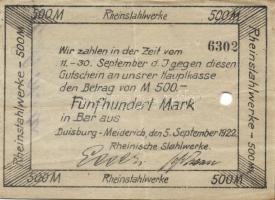 500M Rheinstahlwerke 500M
Rheinstahlwerke - 500M
6302
Wir zahlen in der Zeit vom
11.-30. September d. J gegen diesen
Gutschein an unsrer Hauptkasse
den Betrag von M 500.-
Fünfhundert Mark
in Bar aus
Duisburg-Meiderich, den 5. September 1922.
Rheinische Stahlwerke.
Rheinstahlwerke - 500M
500M Rheinstahlwerke 500M